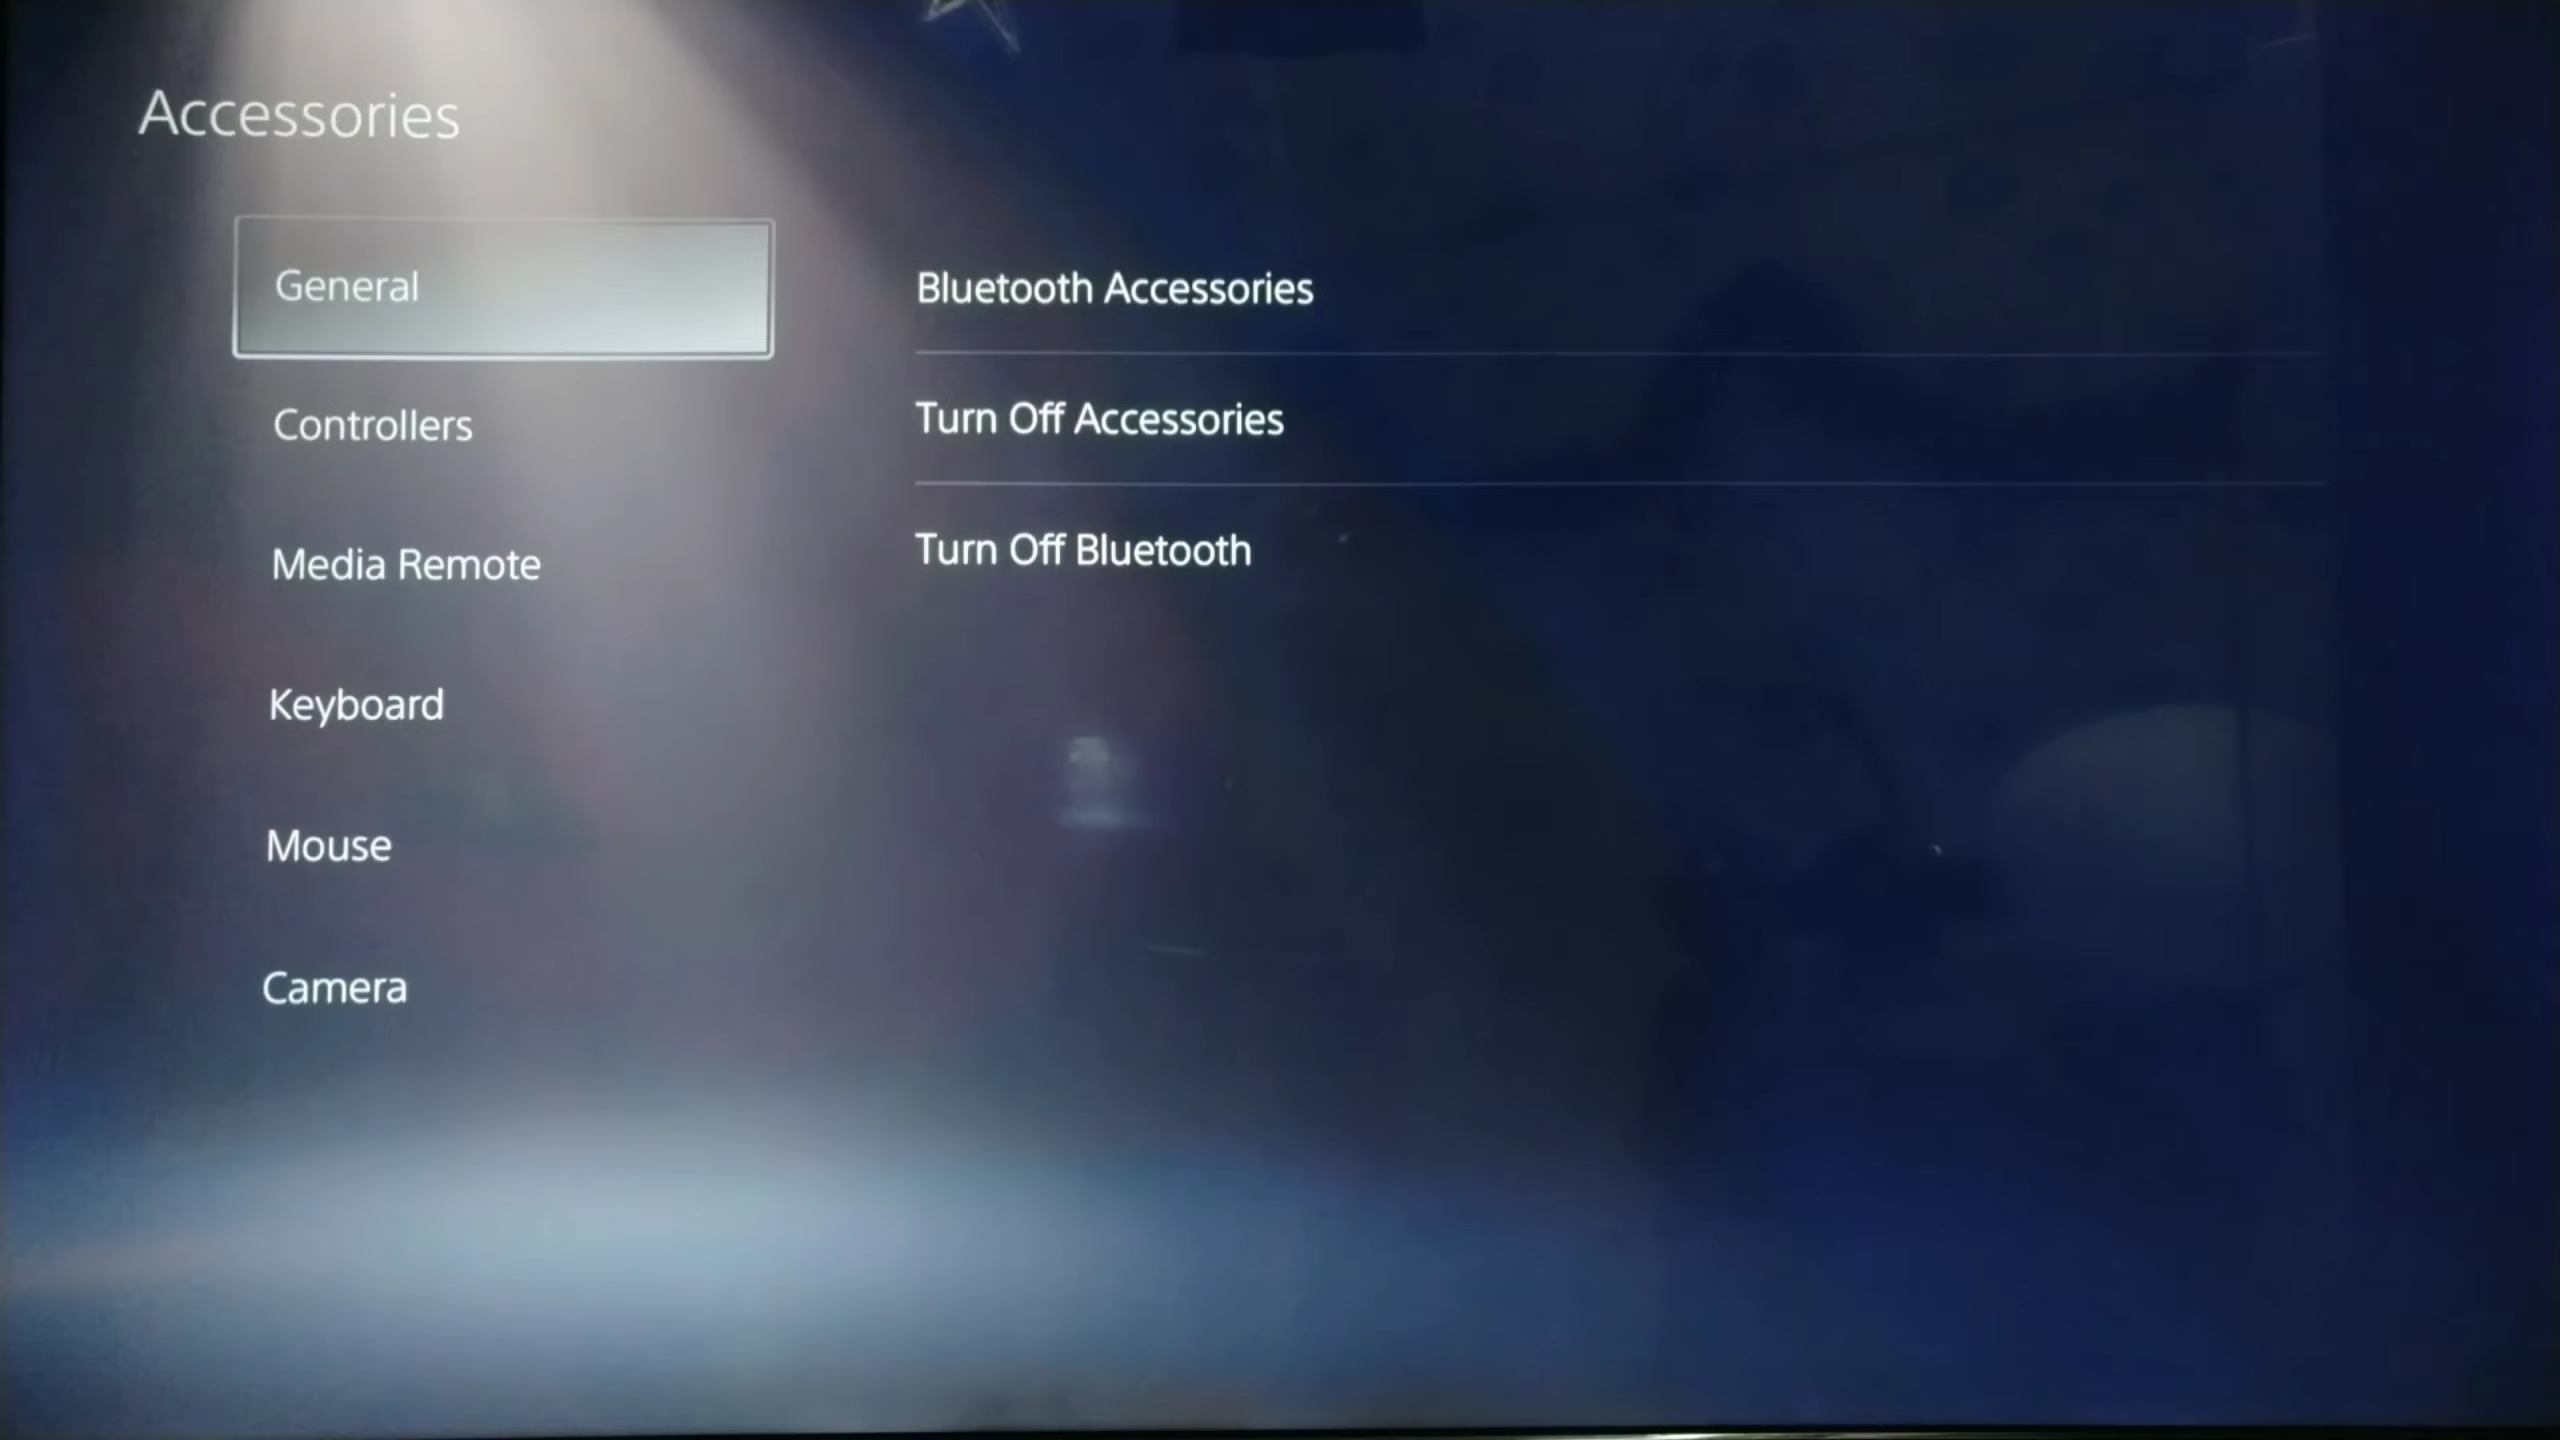 Accessories
General
Controllers
Media Remote
Keyboard
Mouse
Camera
Bluetooth Accessories
Turn Off Accessories
Turn Off Bluetooth